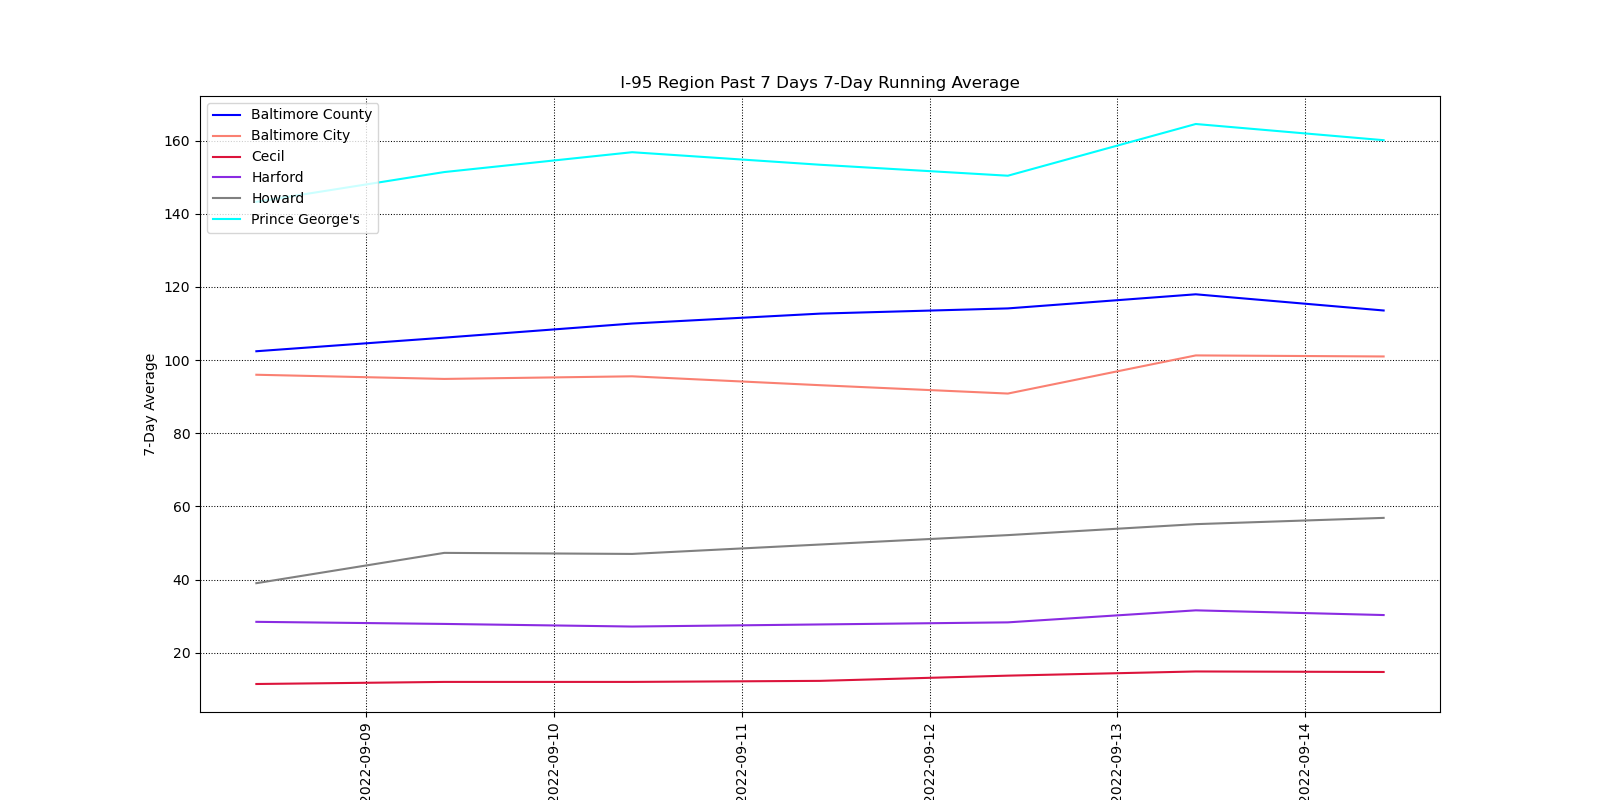 I-95 Region Past 7 Days 7-Day Running Average
Baltimore County
Baltimore City
Cecil
Harford
Howard
Prince George's
7-Day Average
160
140
120
100
80
60
40
20
2022-09-09
2022-09-10
2022-09-11
2022-09-12
2022-09-13
2022-09-14